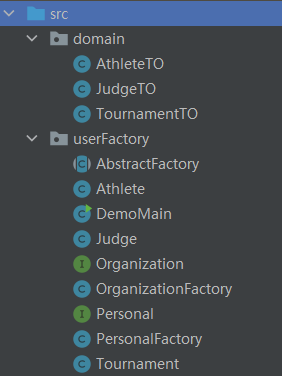 src
domain
AthleteTO
JudgeTO
TournamentTO
userFactory
AbstractFactory
Athlete
DemoMain
Judge
Organization
OrganizationFactory
Personal
PersonalFactory
Tournament